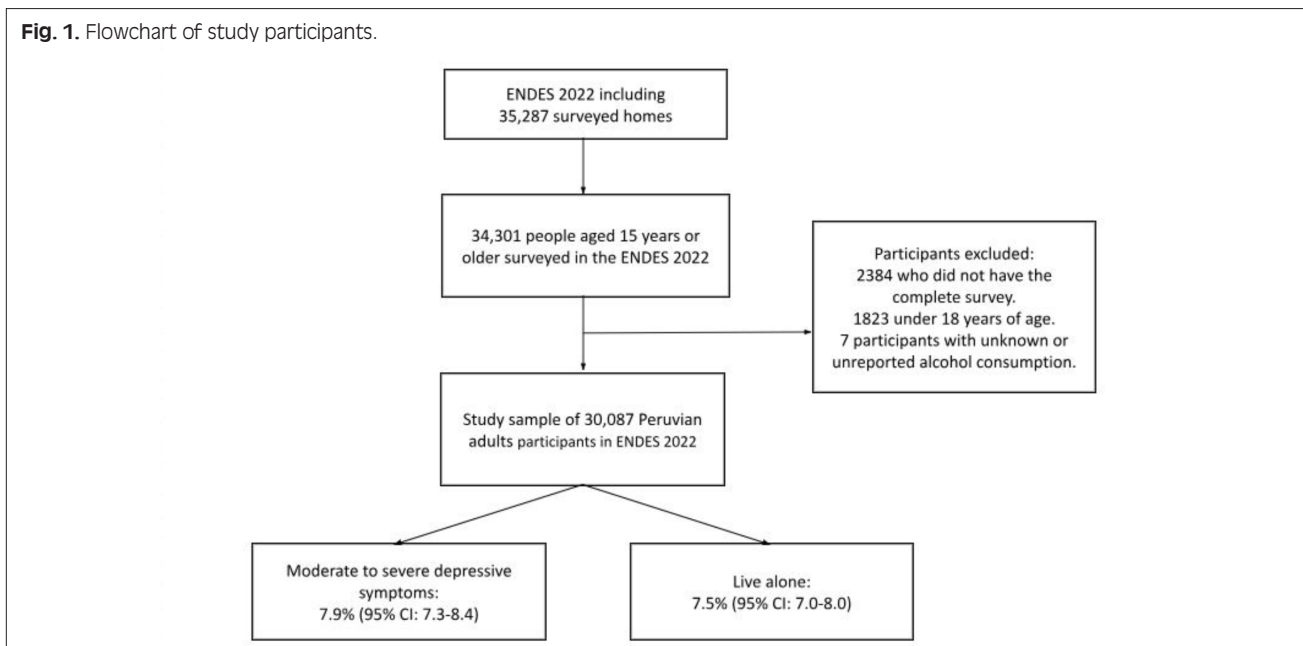 Fig. 1. Flowchart of study participants.
ENDES 2022 including
35,287 surveyed homes
34,301 people aged 15 years or
older surveyed in the ENDES 2022
Participants excluded:
2384 who did not have the
complete survey.
1823 under 18 years of age.
7 participants with unknown or
unreported alcohol consumption.
Study sample of 30,087 Peruvian
adults participants in ENDES 2022
Moderate to severe depressive
symptoms:
7.9% (95% CI: 7.3-8.4)
Live alone:
7.5% (95% CI: 7.0-8.0)